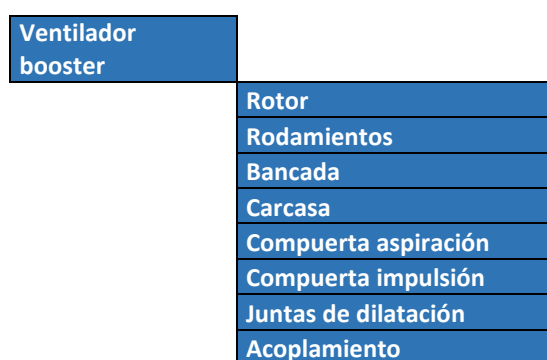 Ventilador
booster
Rotor
Rodamientos
Bancada
Carcasa
Compuerta aspiración
Compuerta impulsión
Juntas de dilatación
Acoplamiento